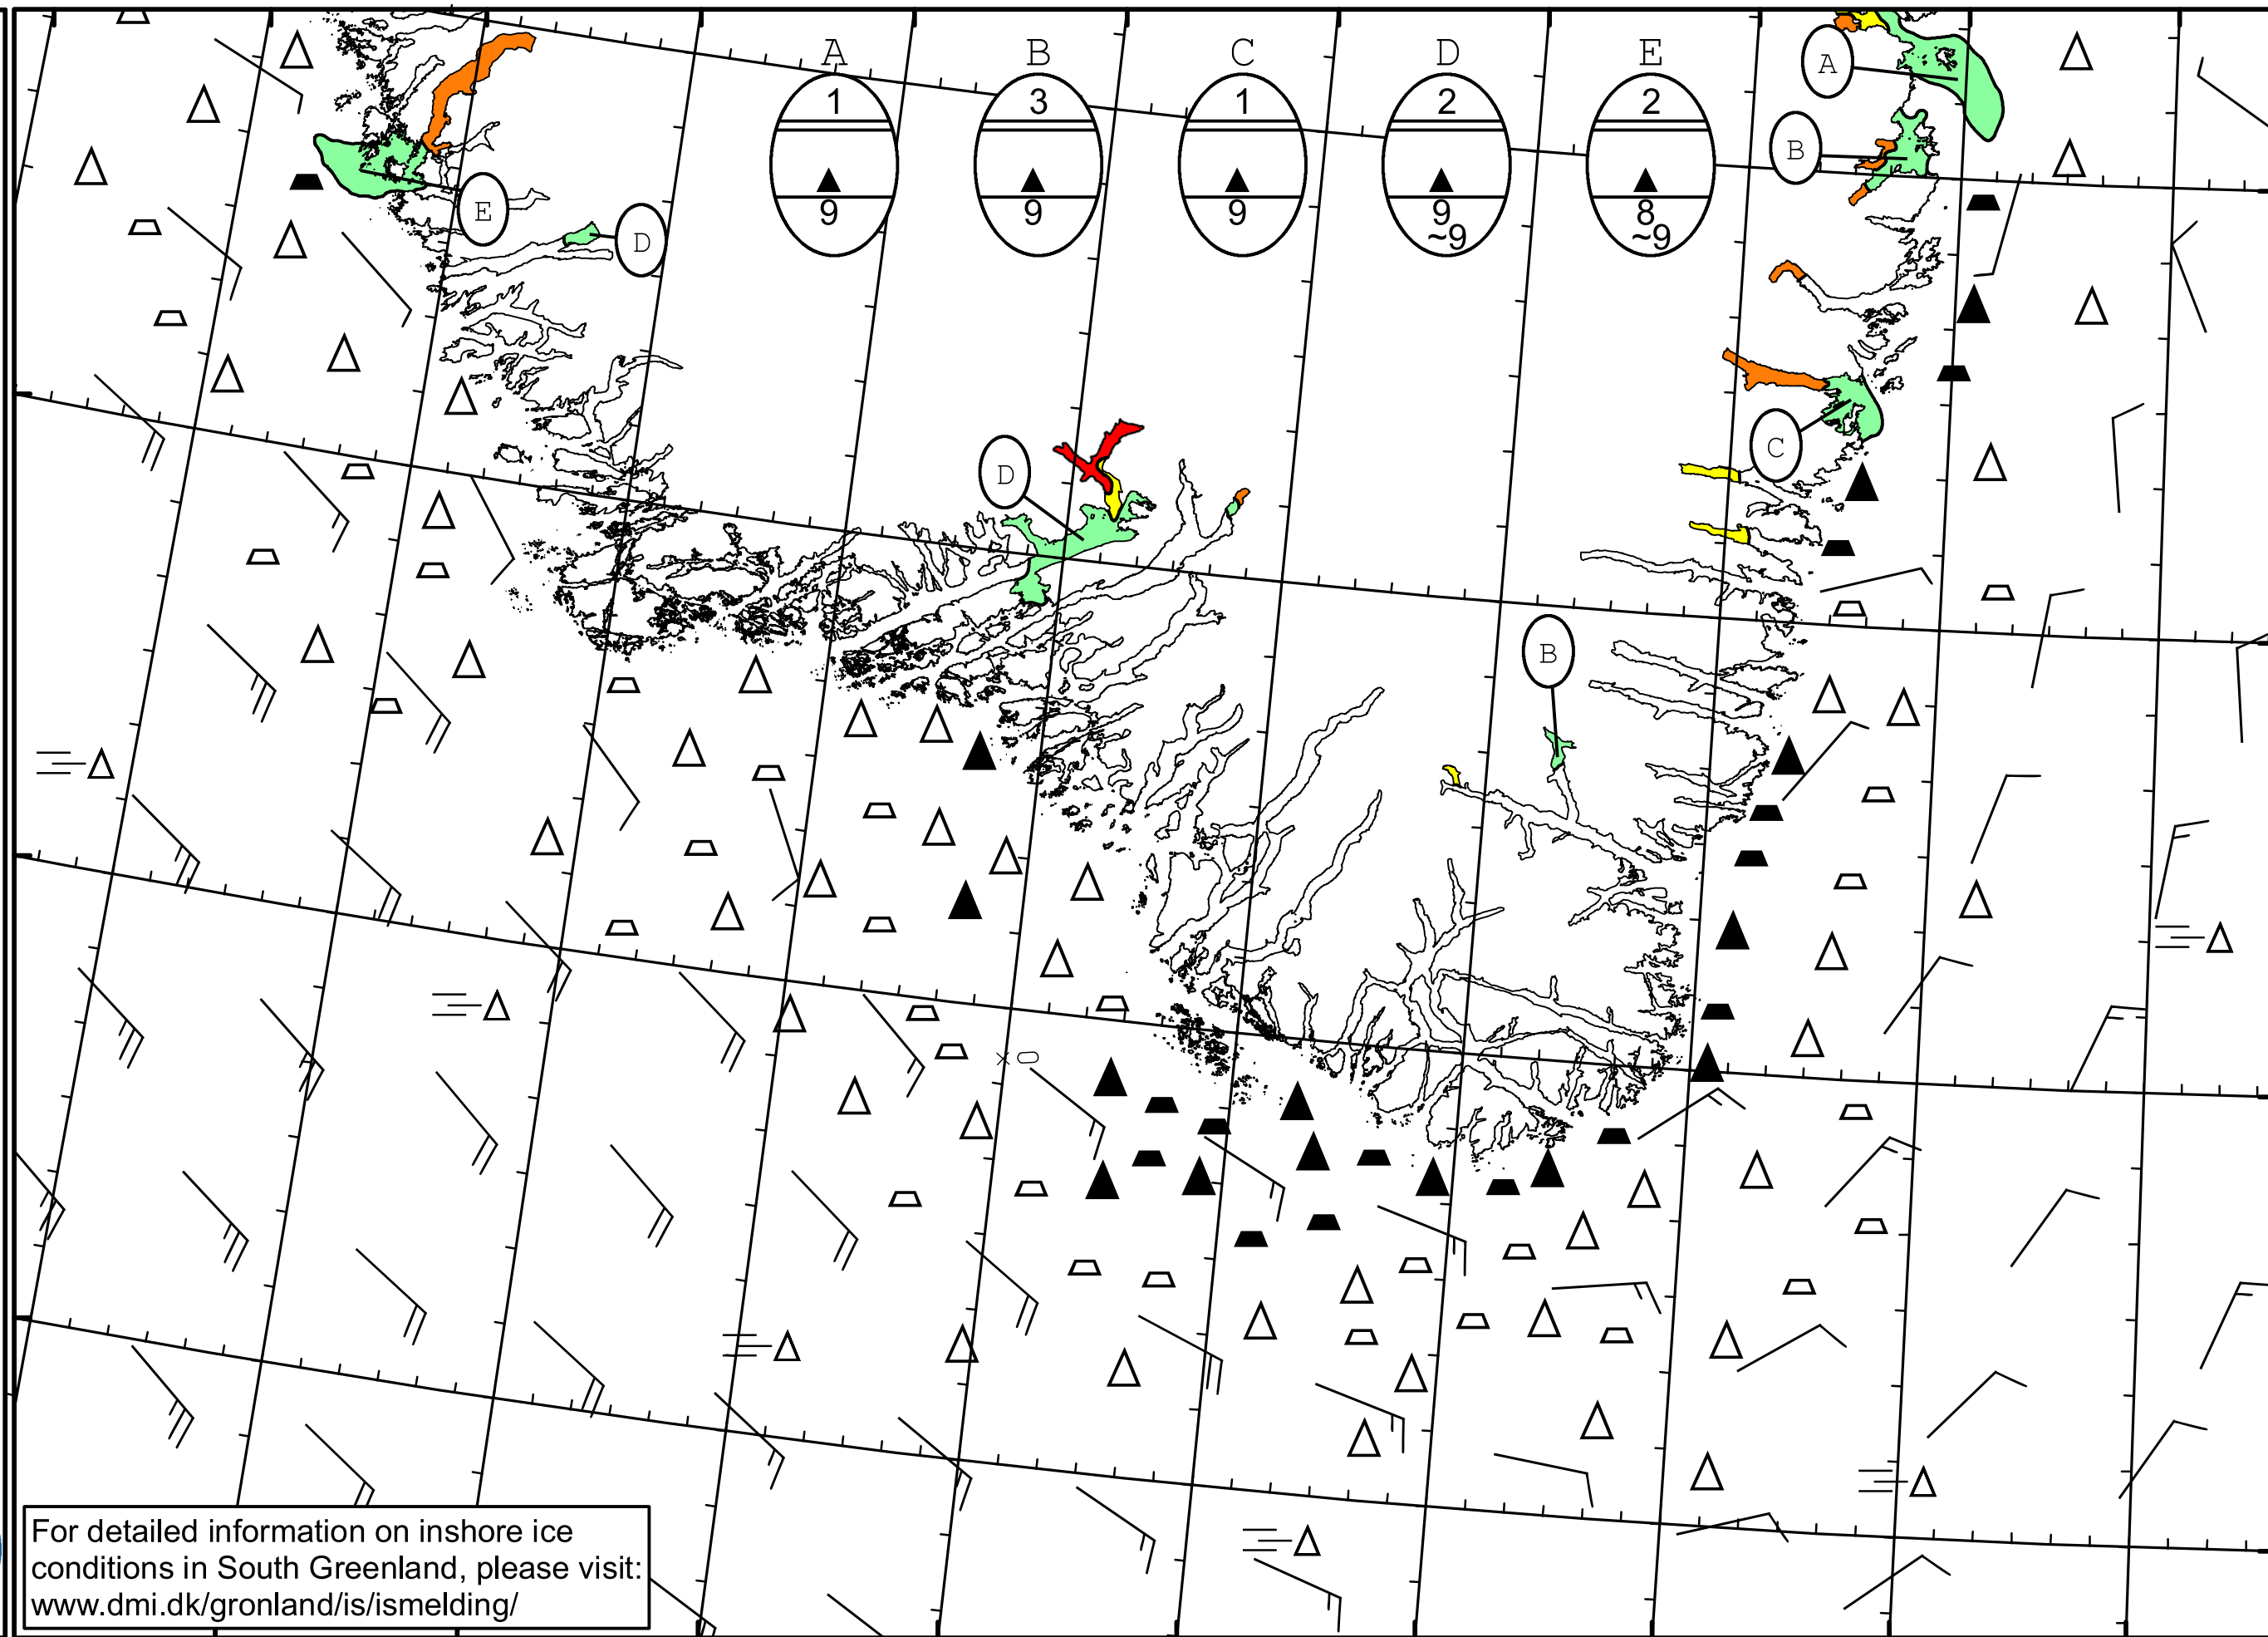 A B C D E
1 3 1 2 2
9 9 9 9 8
~9 ~9
A
B
E
D
C
D
B
For detailed information on inshore ice
conditions in South Greenland, please visit:
www.dmi.dk/gronland/is/ismelding/